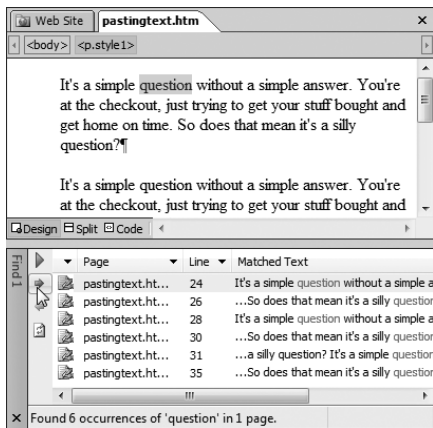 Web Site pastingtext.htm
<body> <p.style1>
It's a simple question without a simple answer. You're
at the checkout, just trying to get your stuff bought and
get home on time. So does that mean it's a silly
question?¶
It's a simple question without a simple answer. You're
at the checkout, just trying to get your stuff bought and
Design Split Code
Find 1
Page Line Matched Text
pastingtext.ht... 24 It's a simple question without a simple a
pastingtext.ht... 26 ...So does that mean it's a silly question
pastingtext.ht... 28 It's a simple question without a simple a
pastingtext.ht... 30 ...So does that mean it's a silly question
pastingtext.ht... 31 ...a silly question? It's a simple question
pastingtext.ht... 35 ...So does that mean it's a silly question
Found 6 occurrences of 'question' in 1 page.